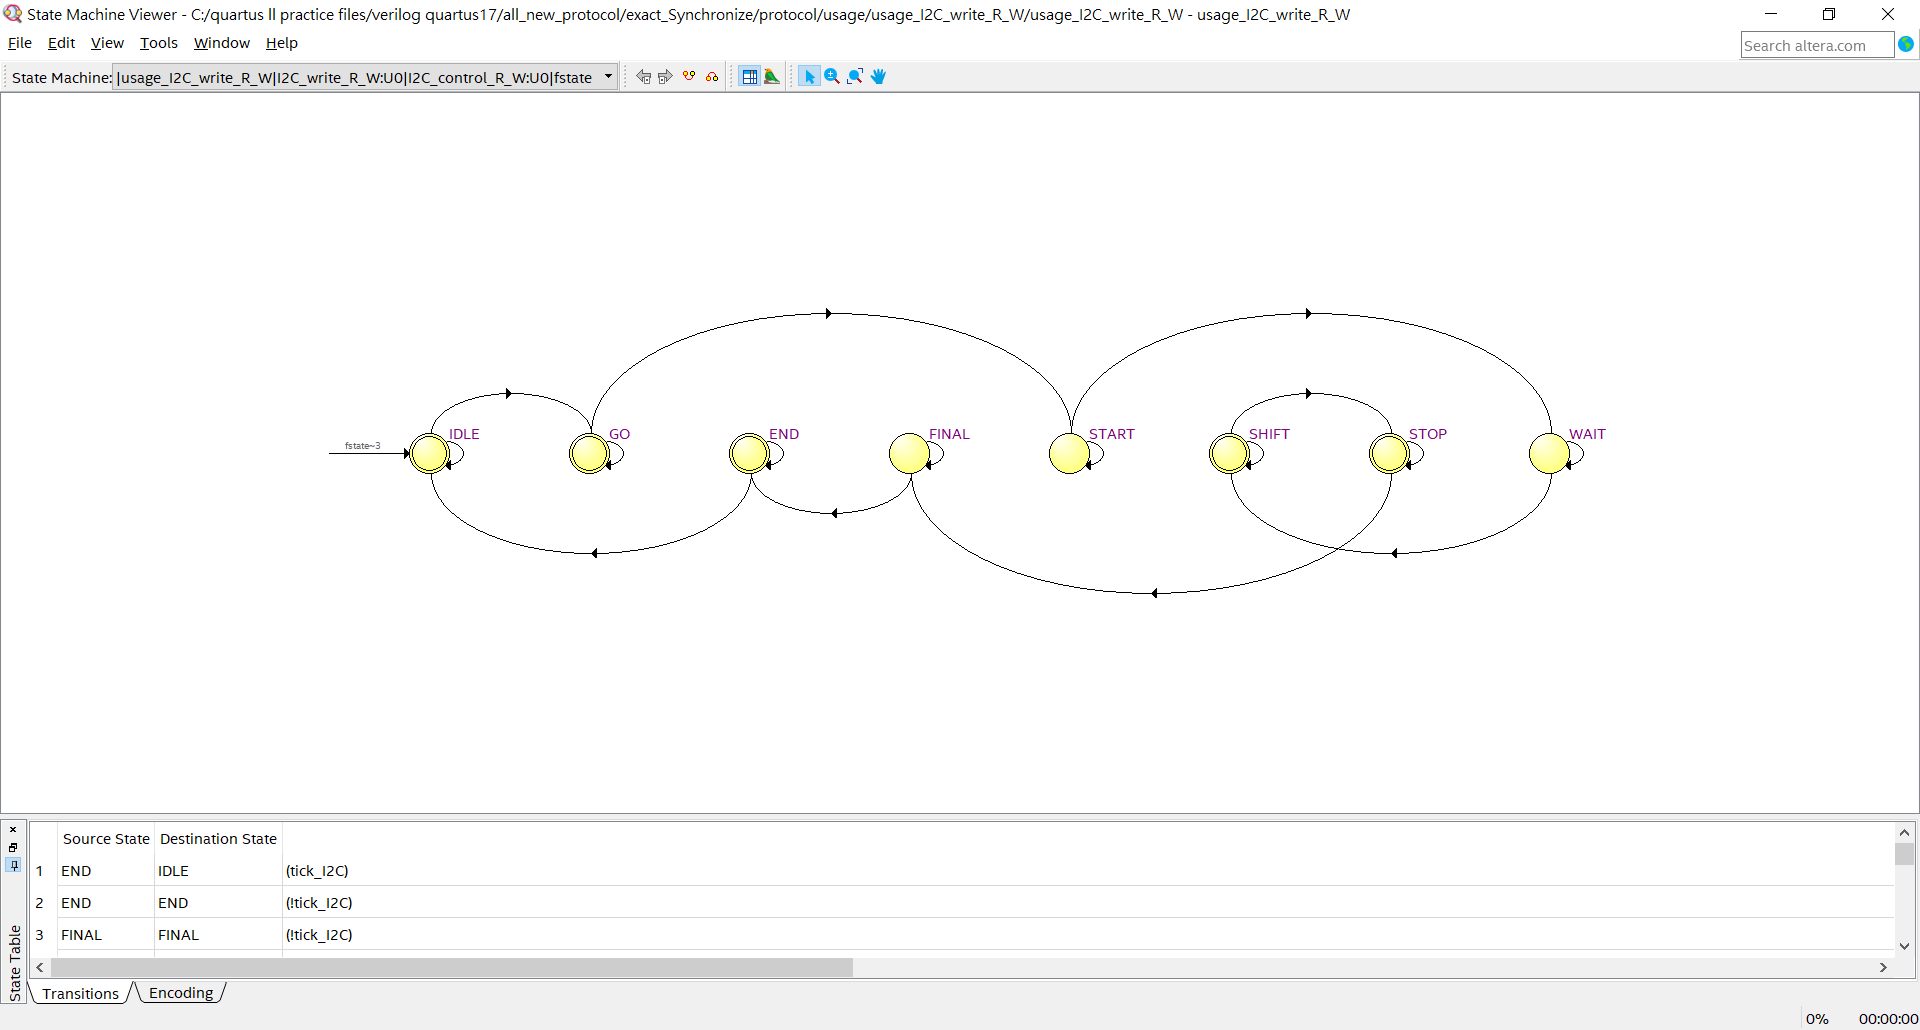 State Machine Viewer - C:/quartus ll practice files/verilog quartus17/all_new_protocol/exact_Synchronize/protocol/usage/usage_I2C_write_R_W/usage_I2C_write_R_W - usage_I2C_write_R_W
File Edit View Tools Window Help
Search altera.com
State Machine: |usage_I2C_write_R_W|I2C_write_R_W:U0|I2C_control_R_W:U0|fstate
fstate~3
IDLE GO END FINAL START SHIFT STOP WAIT
Source State Destination State
1 END IDLE (tick_I2C)
2 END END (!tick_I2C)
3 FINAL FINAL (!tick_I2C)
State Table
Transitions Encoding
0% 00:00:00